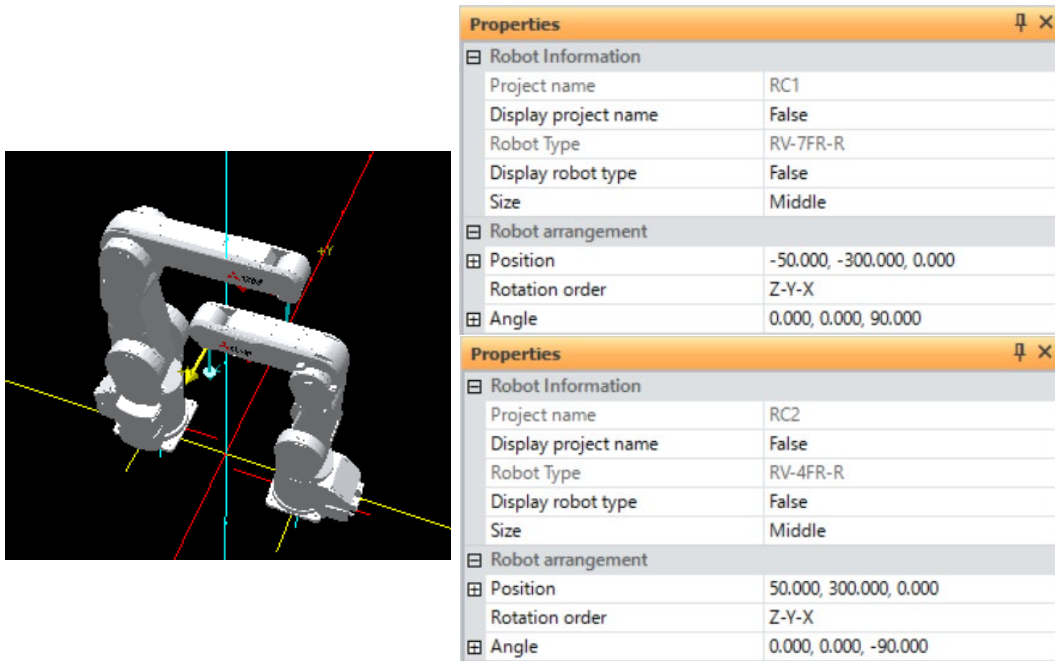 +Y
Properties
Robot Information
Project name RC1
Display project name False
Robot Type RV-7FR-R
Display robot type False
Size Middle
Robot arrangement
Position -50.000, -300.000, 0.000
Rotation order Z-Y-X
Angle 0.000, 0.000, 90.000
Properties
Robot Information
Project name RC2
Display project name False
Robot Type RV-4FR-R
Display robot type False
Size Middle
Robot arrangement
Position 50.000, 300.000, 0.000
Rotation order Z-Y-X
Angle 0.000, 0.000, -90.000